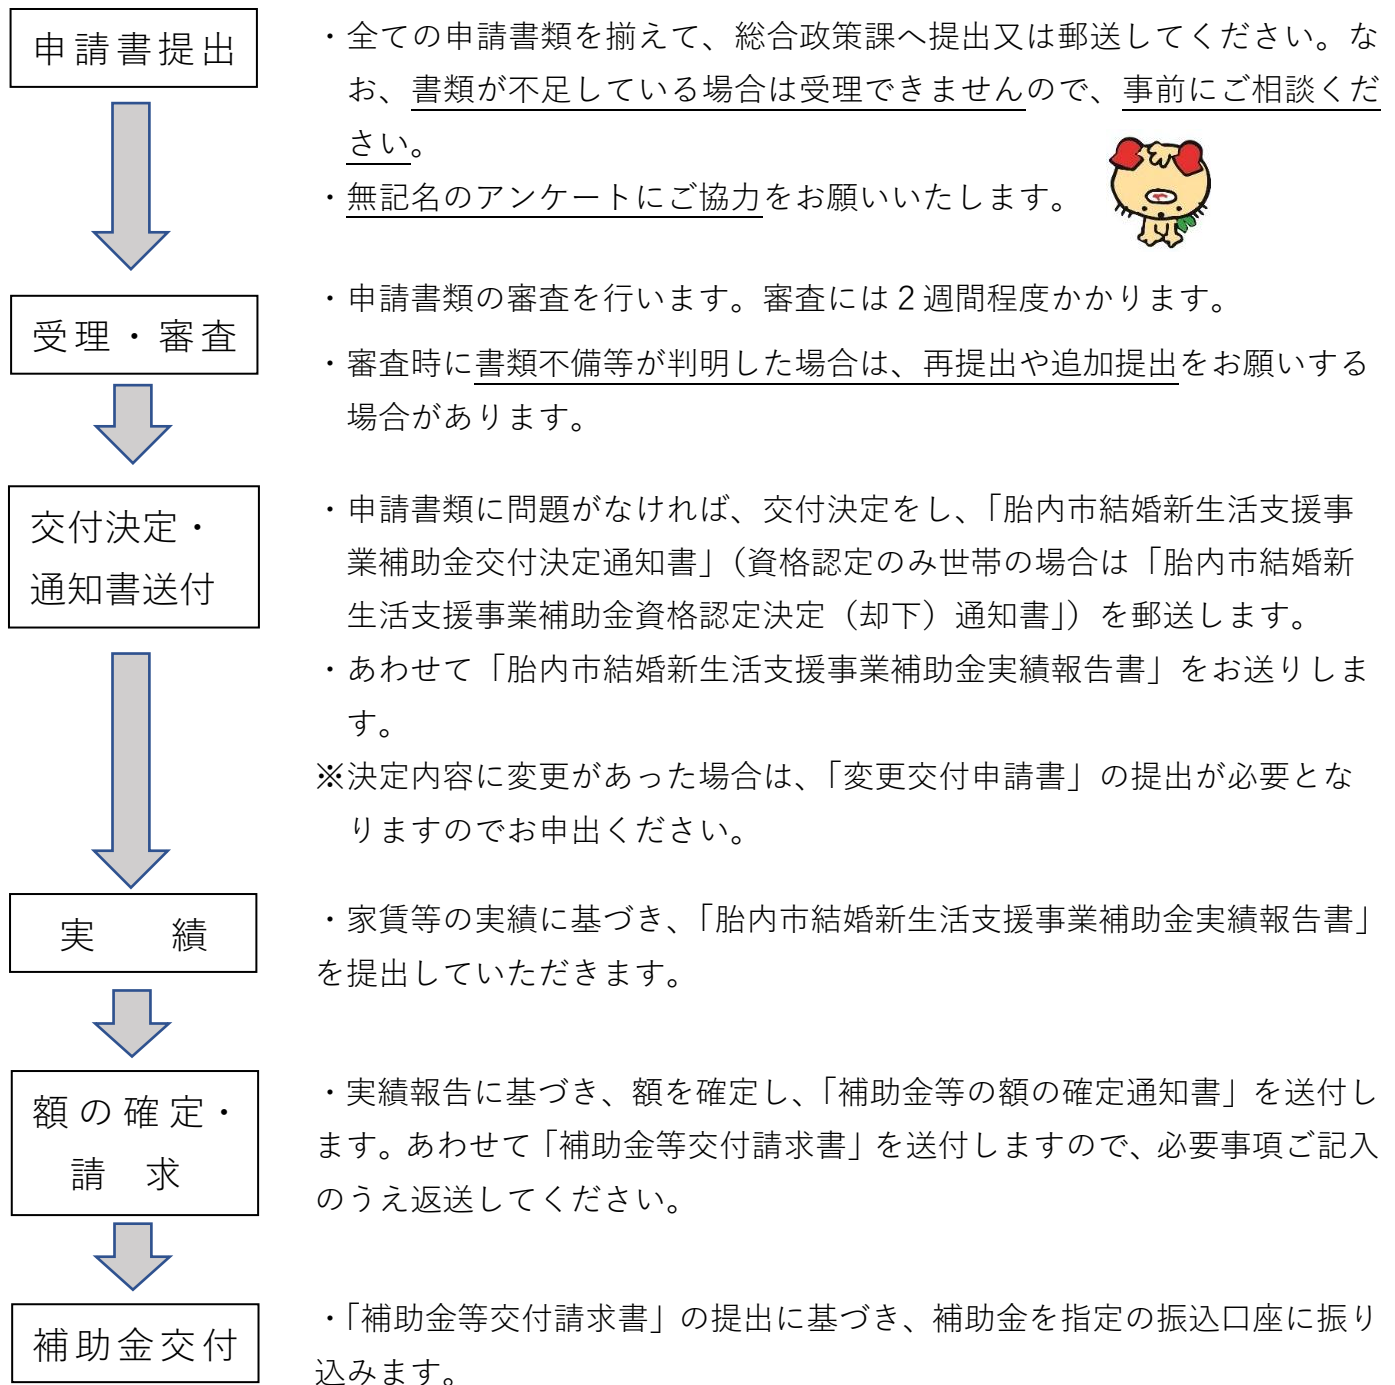 申請書提出
・全ての申請書類を揃えて、総合政策課へ提出又は郵送してください。な
お、書類が不足している場合は受理できませんので、事前にご相談くだ
さい。
・無記名のアンケートにご協力をお願いいたします。
受理・審査
・申請書類の審査を行います。審査には２週間程度かかります。
・審査時に書類不備等が判明した場合は、再提出や追加提出をお願いする
場合があります。
交付決定・
通知書送付
・申請書類に問題がなければ、交付決定をし、「胎内市結婚新生活支援事
業補助金交付決定通知書」（資格認定のみ世帯の場合は「胎内市結婚新
生活支援事業補助金資格認定決定（却下）通知書」）を郵送します。
・あわせて「胎内市結婚新生活支援事業補助金実績報告書」をお送りしま
す。
※決定内容に変更があった場合は、「変更交付申請書」の提出が必要とな
りますのでお申出ください。
実　　績
・家賃等の実績に基づき、「胎内市結婚新生活支援事業補助金実績報告書」
を提出していただきます。
額の確定・
請　求
・実績報告に基づき、額を確定し、「補助金等の額の確定通知書」を送付し
ます。あわせて「補助金等交付請求書」を送付しますので、必要事項ご記入
のうえ返送してください。
補助金交付
・「補助金等交付請求書」の提出に基づき、補助金を指定の振込口座に振り
込みます。